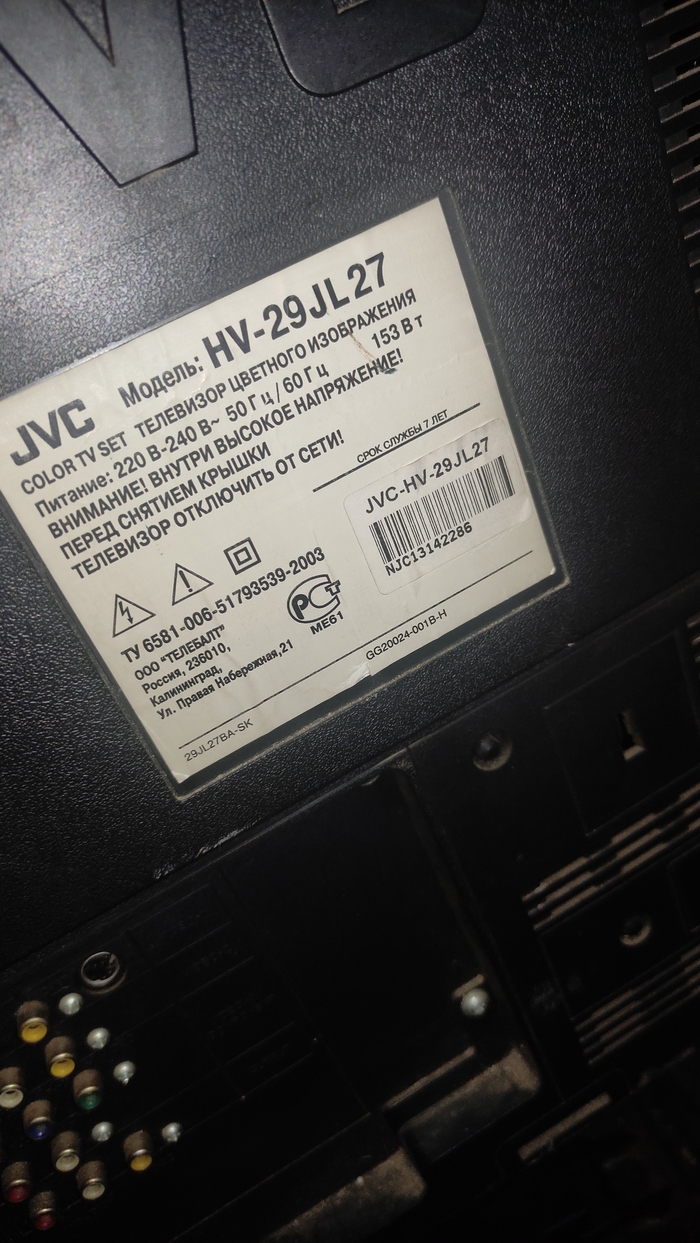 VC
JVC Модель: HV-29JL27
COLOR TV SET ТЕЛЕВИЗОР ЦВЕТНОГО ИЗОБРАЖЕНИЯ
Питание: 220 В-240 В~ 50 Гц / 60 Гц 153 Вт
ВНИМАНИЕ! ВНУТРИ ВЫСОКОЕ НАПРЯЖЕНИЕ!
ПЕРЕД СНЯТИЕМ КРЫШКИ
ТЕЛЕВИЗОР ОТКЛЮЧИТЬ ОТ СЕТИ!
СРОК СЛУЖБЫ 7 ЛЕТ
JVC-HV-29JL27
NJC13142286
ТУ 6581-006-51793539-2003
ООО "ТЕЛЕБАЛТ"
Россия, 236010,
Калининград,
Ул. Правая Набережная,21
РСТ
МЕ61
GG20024-001B-H
29JL27BA-SK